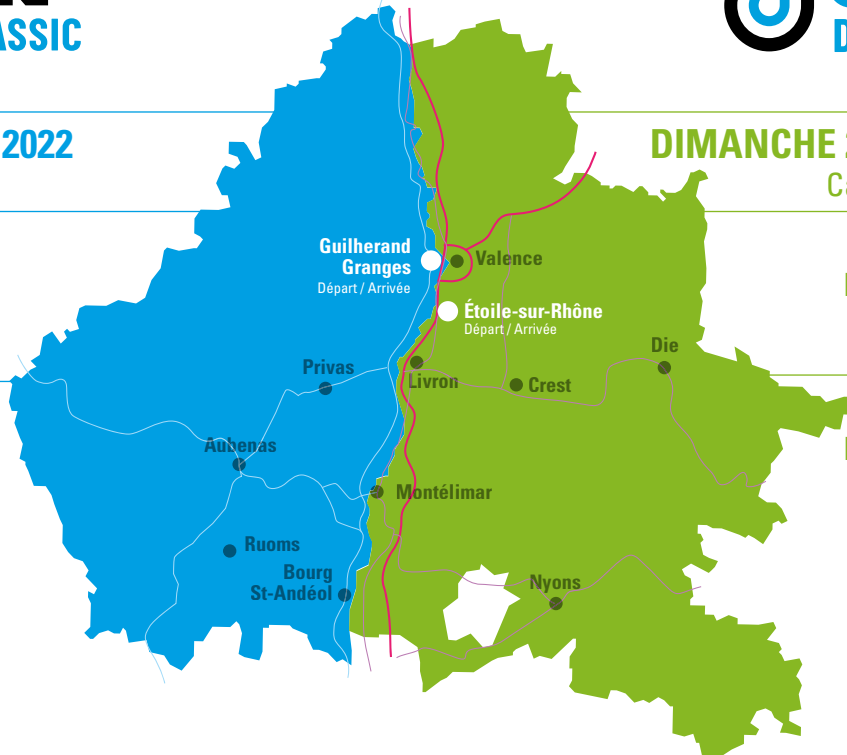 ASSIC
2022
DIMANCHE
Guilherand
Granges
Départ / Arrivée
Valence
Étoile-sur-Rhône
Départ / Arrivée
Die
Privas
Livron
Crest
Aubenas
Montélimar
Ruoms
Bourg
St-Andéol
Nyons